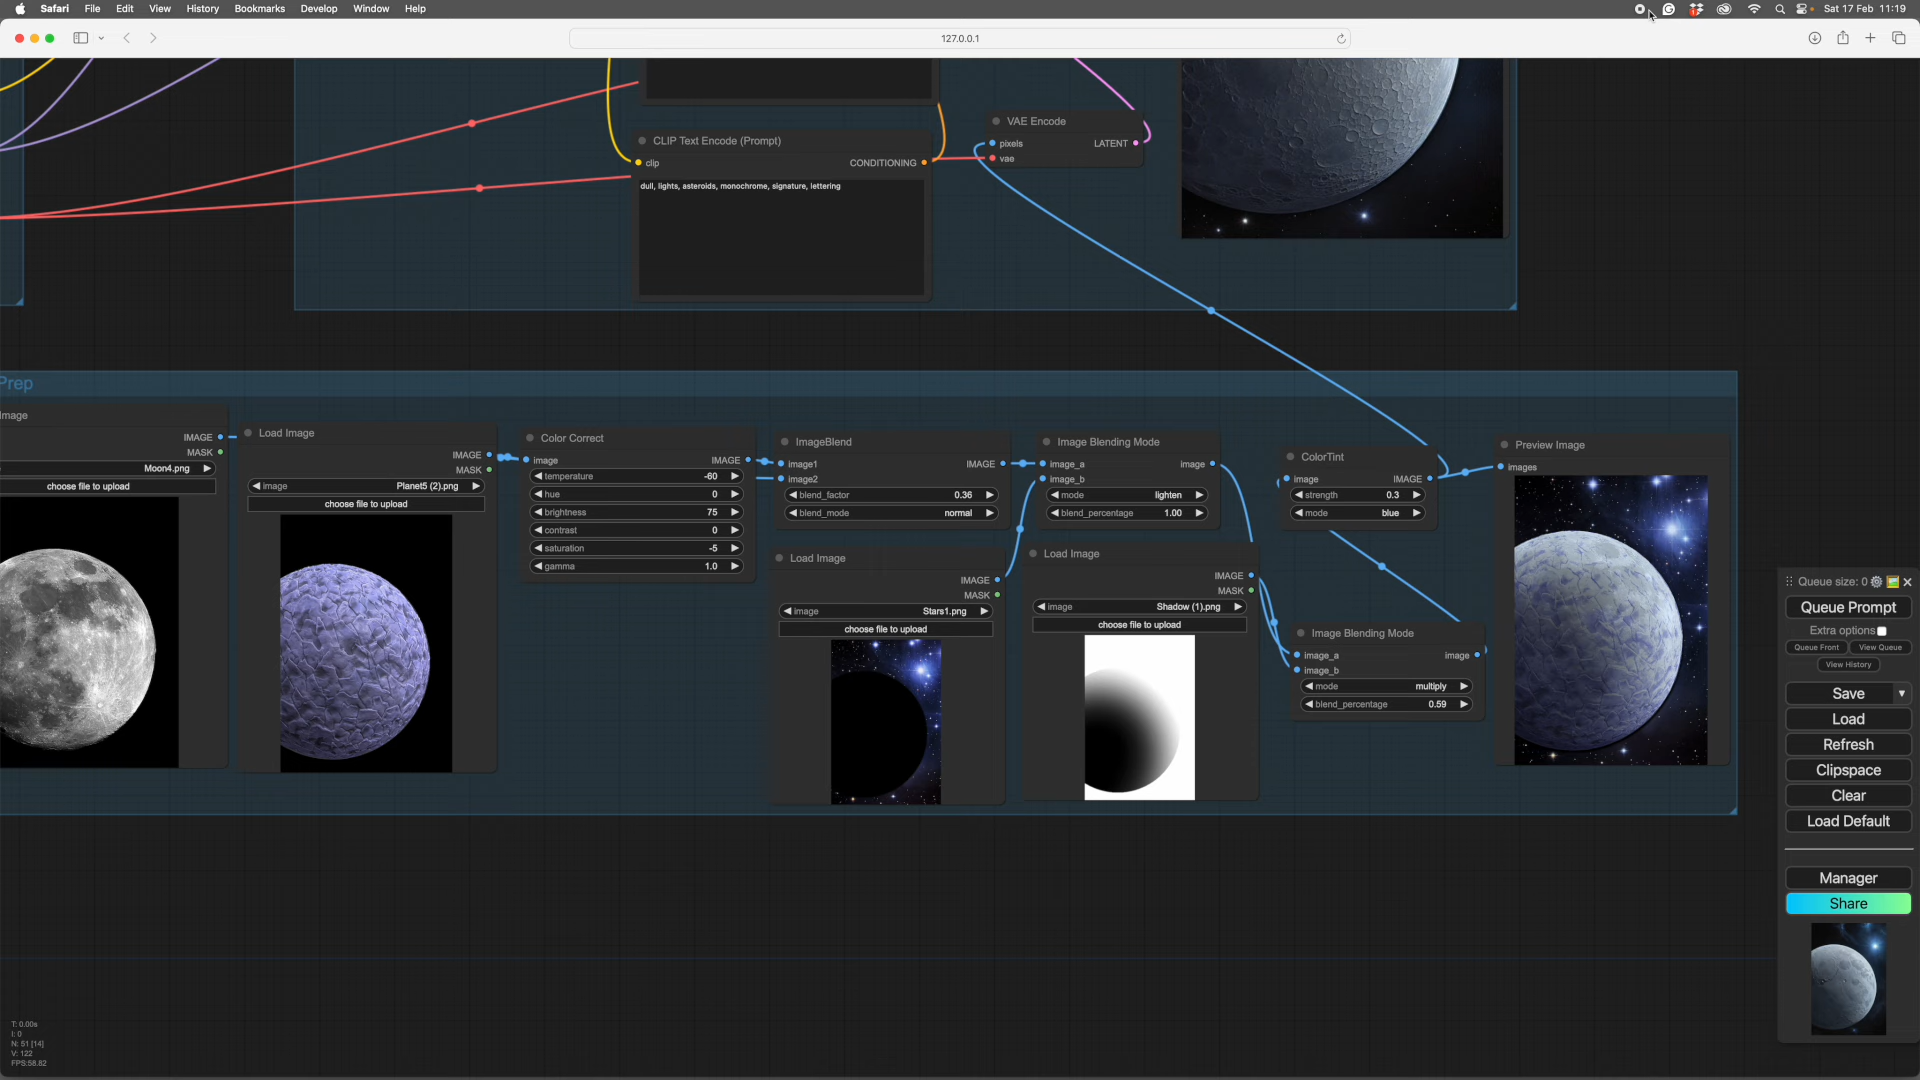 Safari File Edit View History Bookmarks Develop Window Help
Sat 17 Feb 11:19
127.0.0.1
VAE Encode
pixels
LATENT
vae
CLIP Text Encode (Prompt)
clip
CONDITIONING
dull, lights, asteroids, monochrome, signature, lettering
Prep
Image
IMAGE
MASK
Moon4.png
choose file to upload
Load Image
IMAGE
MASK
image Planet5 (2).png
choose file to upload
Color Correct
image IMAGE
temperature -60
hue 0
brightness 75
contrast 0
saturation -5
gamma 1.0
ImageBlend
image1 IMAGE
image2
blend_factor 0.36
blend_mode normal
Load Image
IMAGE
MASK
image Stars1.png
choose file to upload
Image Blending Mode
image_a image
image_b
mode lighten
blend_percentage 1.00
Load Image
IMAGE
MASK
image Shadow (1).png
choose file to upload
ColorTint
image IMAGE
strength 0.3
mode blue
Image Blending Mode
image_a image
image_b
mode multiply
blend_percentage 0.59
Preview Image
images
Queue size: 0
Queue Prompt
Extra options
Queue Front View Queue
View History
Save
Load
Refresh
Clipspace
Clear
Load Default
Manager
Share
T: 0.00s
I: 0
N: 51 [14]
V: 122
FPS:58.82